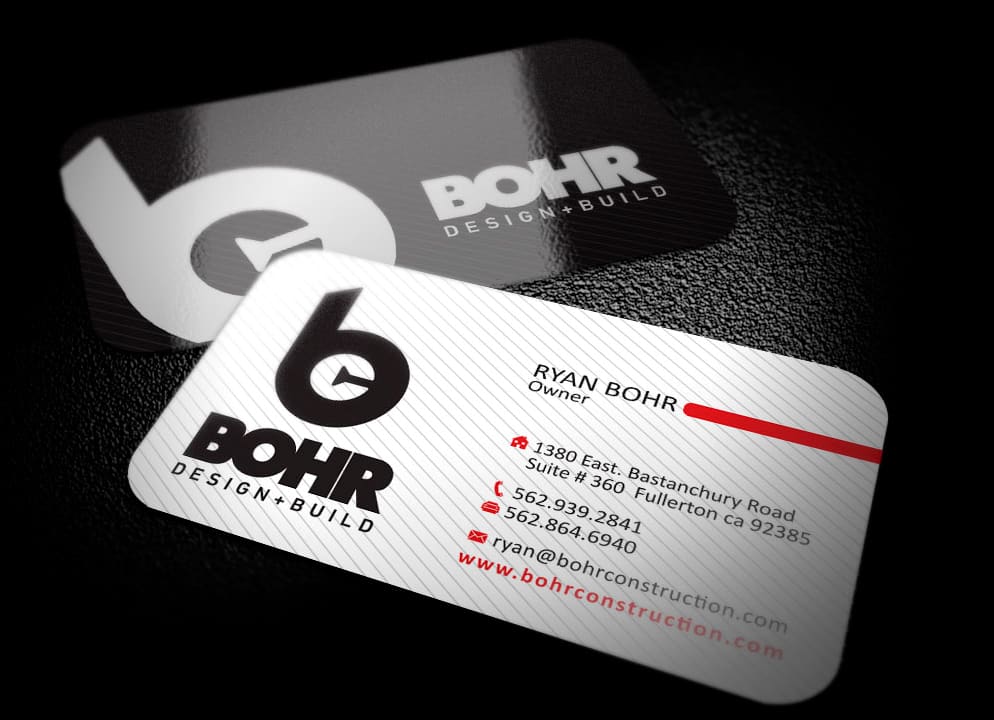 BOHR
DESIGN+BUILD
BOHR
DESIGN+BUILD
RYAN BOHR
Owner
1380 East. Bastanchury Road
Suite # 360 Fullerton ca 92385
562.939.2841
562.864.6940
ryan@bohrconstruction.com
www.bohrconstruction.com